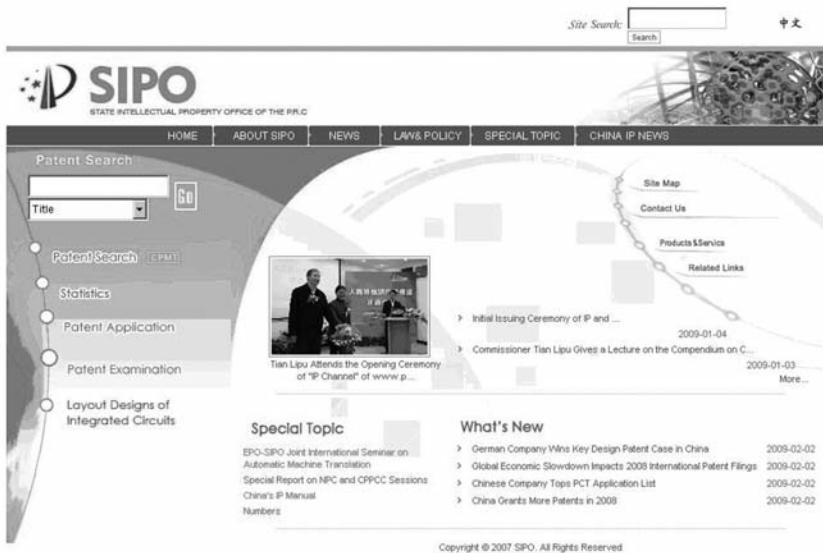 Site Search:
Search
中文
SIPO
STATE INTELLECTUAL PROPERTY OFFICE OF THE P.R.C
HOME ABOUT SIPO NEWS LAW& POLICY SPECIAL TOPIC CHINA IP NEWS
Patent Search
Go
Title
Patent Search CPMT
Statistics
Patent Application
Patent Examination
Layout Designs of
Integrated Circuits
Site Map
Contact Us
Products&Service
Related Links
Tian Lipu Attends the Opening Ceremony
of "IP Channel" of www.p...
> Initial Issuing Ceremony of IP and ...
2009-01-04
> Commissioner Tian Lipu Gives a Lecture on the Compendium on C...
2009-01-03
More...
Special Topic
EPO-SIPO Joint International Seminar on
Automatic Machine Translation
Special Report on NPC and CPPCC Sessions
China's IP Manual
Numbers
What's New
> German Company Wins Key Design Patent Case in China 2009-02-02
> Global Economic Slowdown Impacts 2008 International Patent Filings 2009-02-02
> Chinese Company Tops PCT Application List 2009-02-02
> China Grants More Patents in 2008 2009-02-02
Copyright © 2007 SIPO. All Rights Reserved